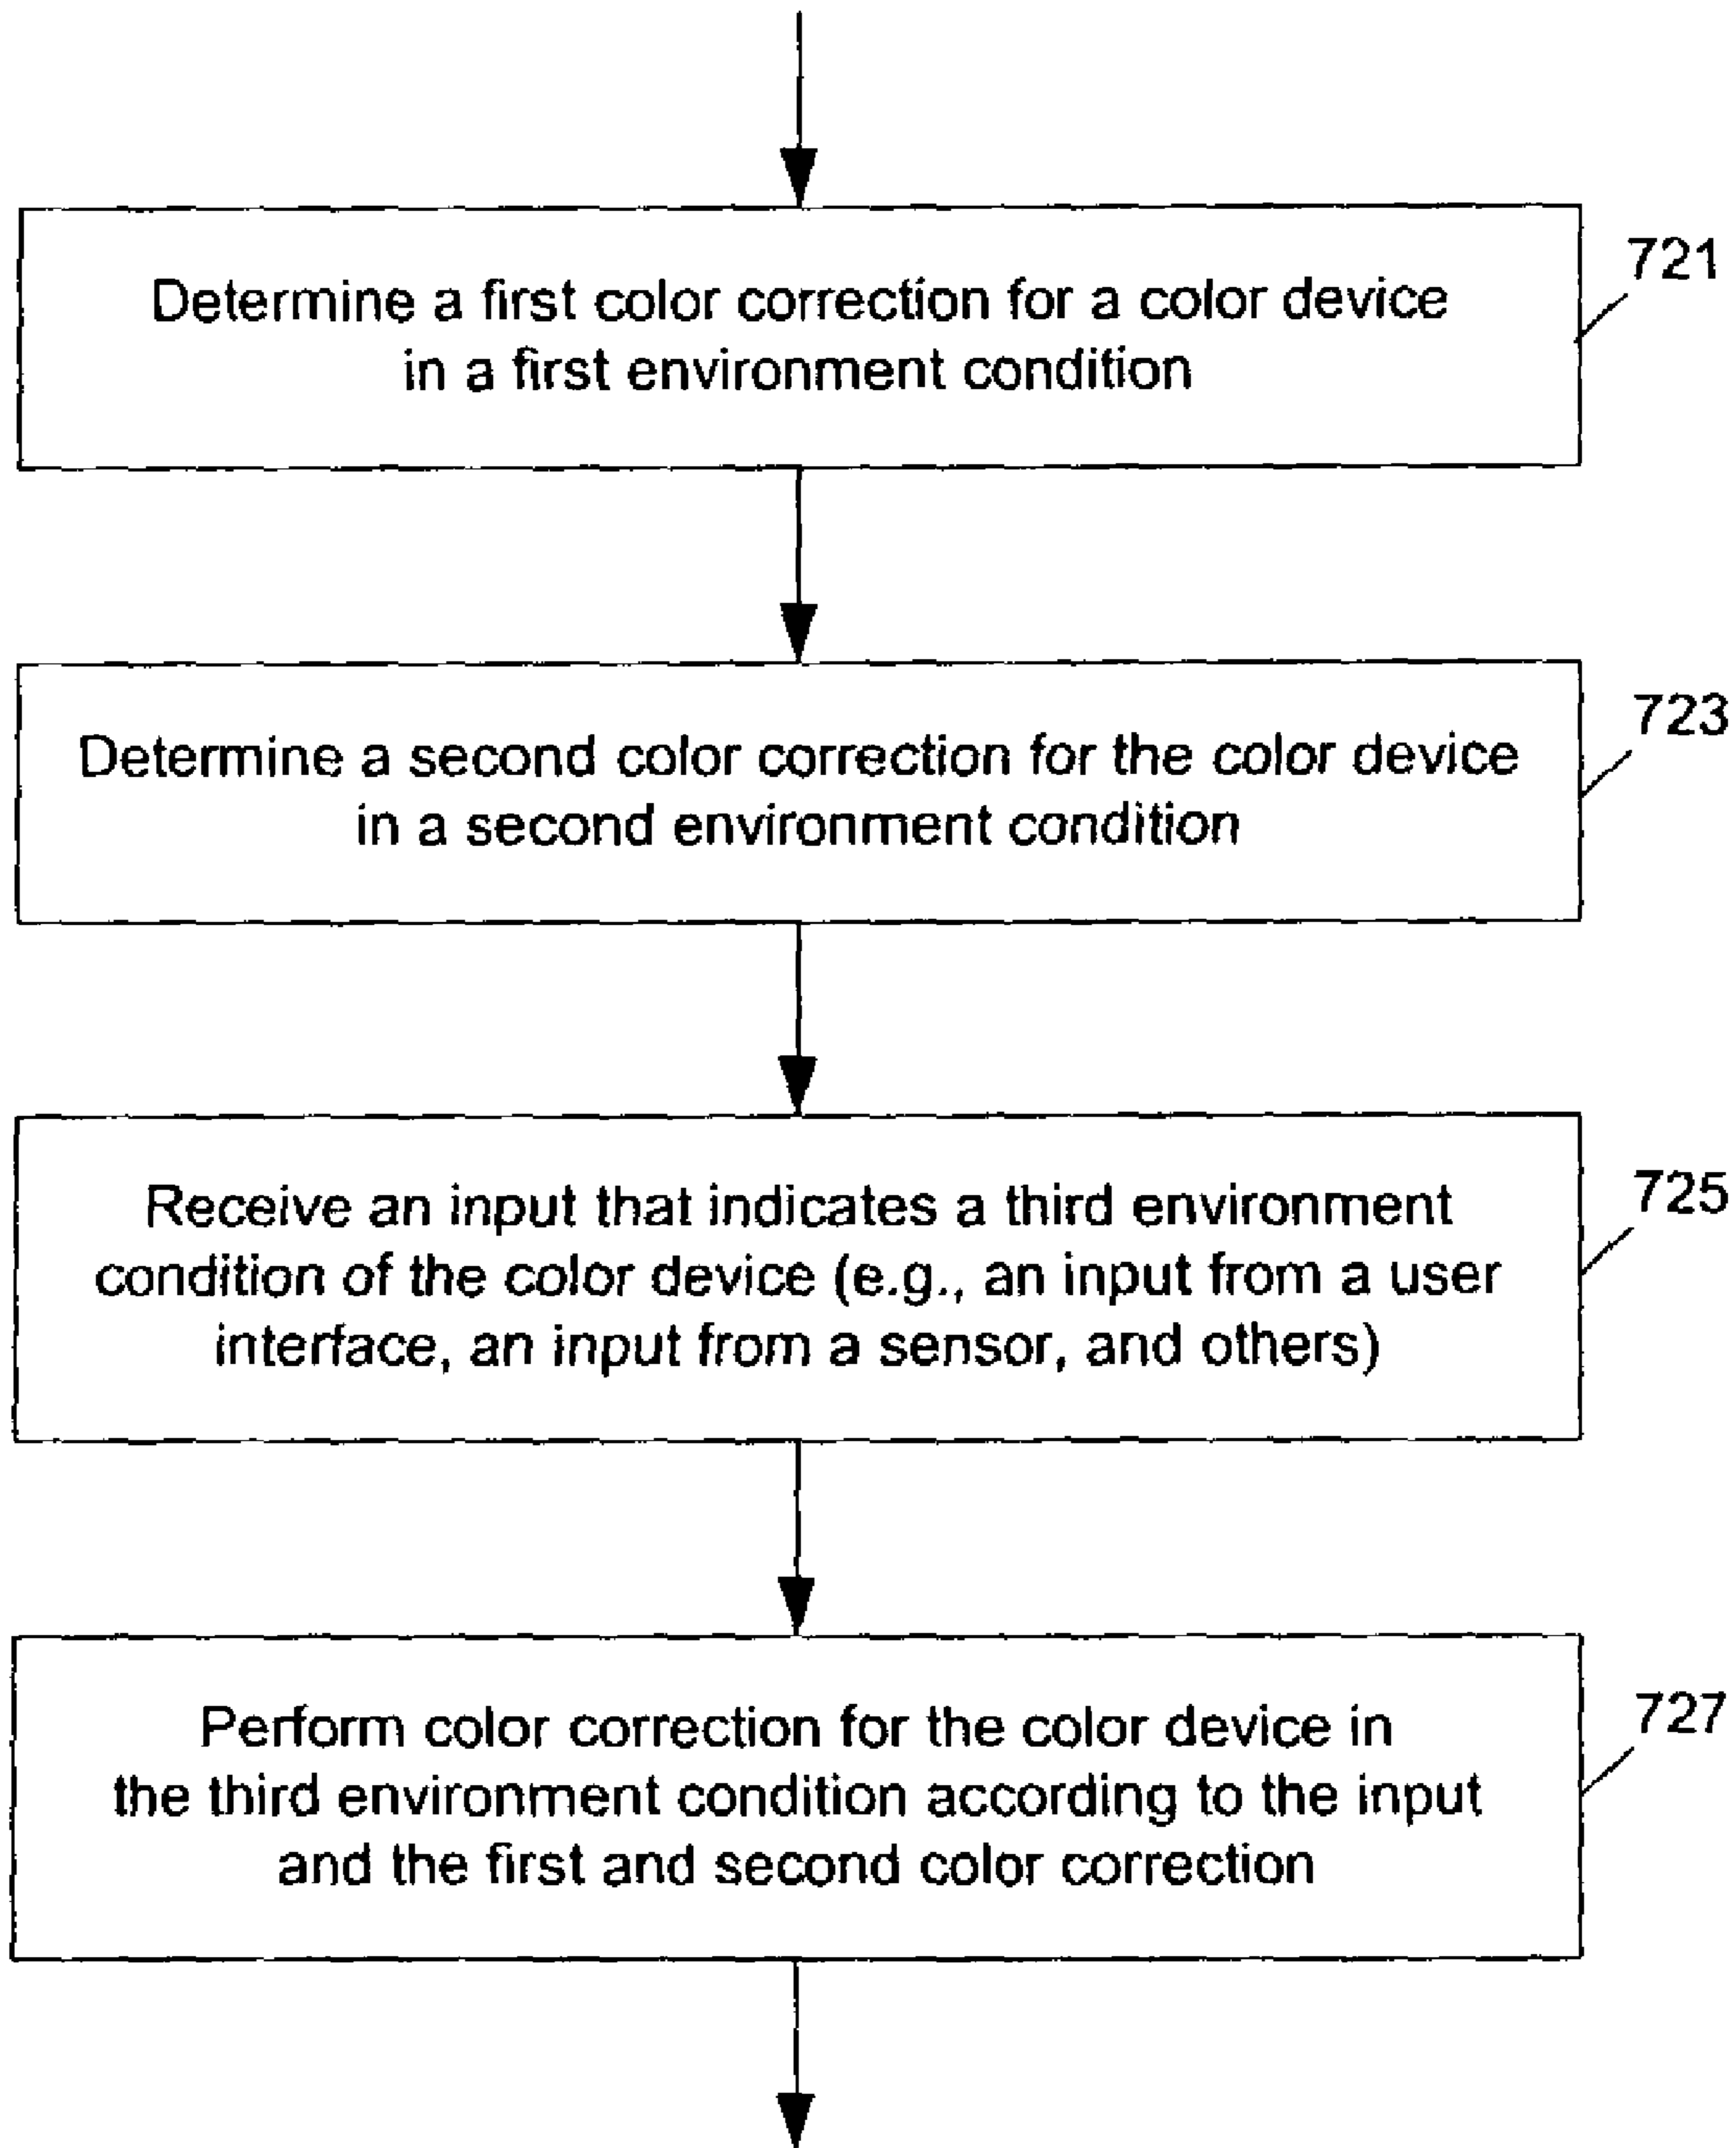 721
Determine a first color correction for a color device
in a first environment condition
723
Determine a second color correction for the color device
in a second environment condition
725
Receive an input that indicates a third environment
condition of the color device (e.g., an input from a user
interface, an input from a sensor, and others)
727
Perform color correction for the color device in
the third environment condition according to the input
and the first and second color correction